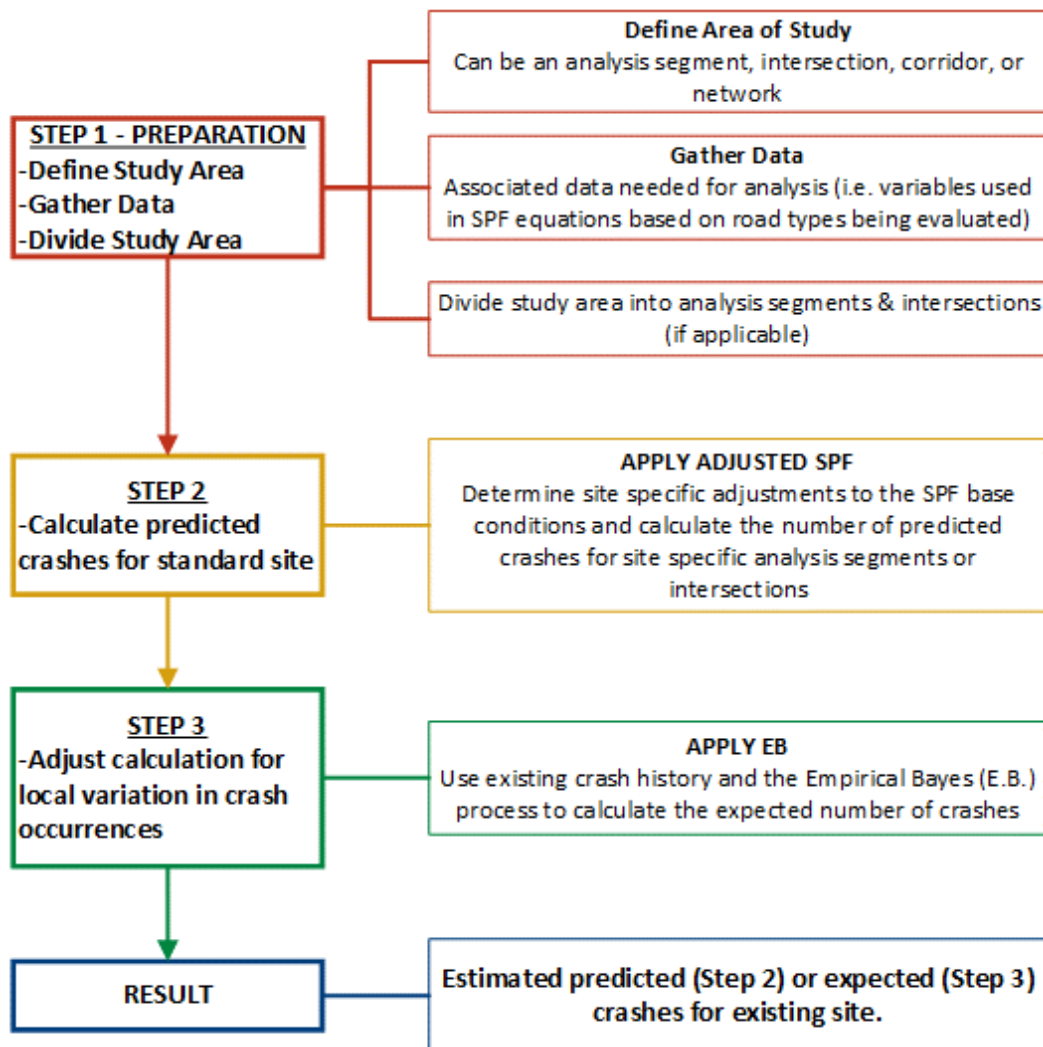 Define Area of Study
Can be an analysis segment, intersection, corridor, or
network
STEP 1 - PREPARATION
-Define Study Area
-Gather Data
-Divide Study Area
Gather Data
Associated data needed for analysis (i.e. variables used
in SPF equations based on road types being evaluated)
Divide study area into analysis segments & intersections
(if applicable)
STEP 2
-Calculate predicted
crashes for standard site
APPLY ADJUSTED SPF
Determine site specific adjustments to the SPF base
conditions and calculate the number of predicted
crashes for site specific analysis segments or
intersections
STEP 3
-Adjust calculation for
local variation in crash
occurrences
APPLY EB
Use existing crash history and the Empirical Bayes (E.B.)
process to calculate the expected number of crashes
RESULT
Estimated predicted (Step 2) or expected (Step 3)
crashes for existing site.